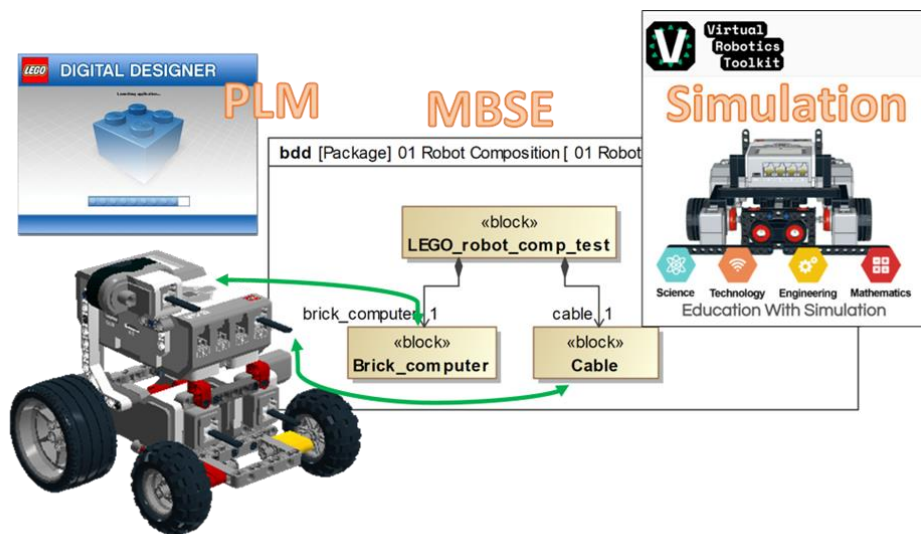 LEGO
DIGITAL DESIGNER
Loading application...
PLM
MBSE
Virtual
Robotics
Toolkit
V
Simulation
bdd [Package] 01 Robot Composition [ 01 Robot
«block»
LEGO_robot_comp_test
brick_computer 1
cable 1
«block»
Brick_computer
«block»
Cable
Science Technology Engineering Mathematics
Education With Simulation